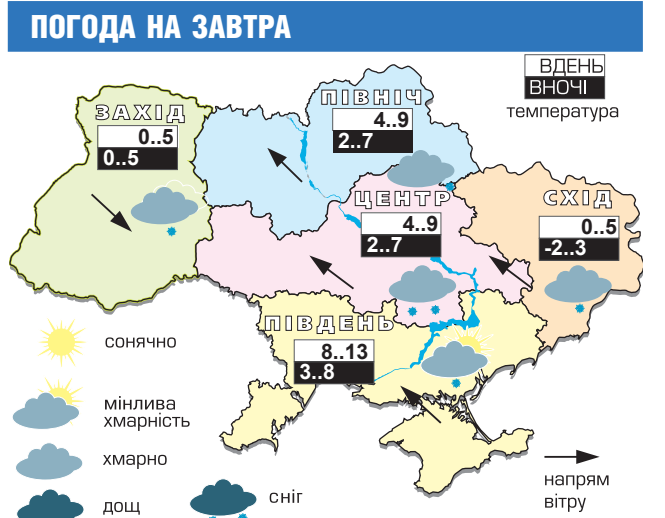 ПОГОДА НА ЗАВТРА
ВДЕНЬ
ВНОЧІ
температура
ЗАХІД
0..5
0..5
ПІВНІЧ
4..9
2..7
ЦЕНТР
4..9
2..7
СХІД
0..5
-2..3
ПІВДЕНЬ
8..13
3..8
сонячно
мінлива
хмарність
хмарно
дощ
сніг
напрям
вітру